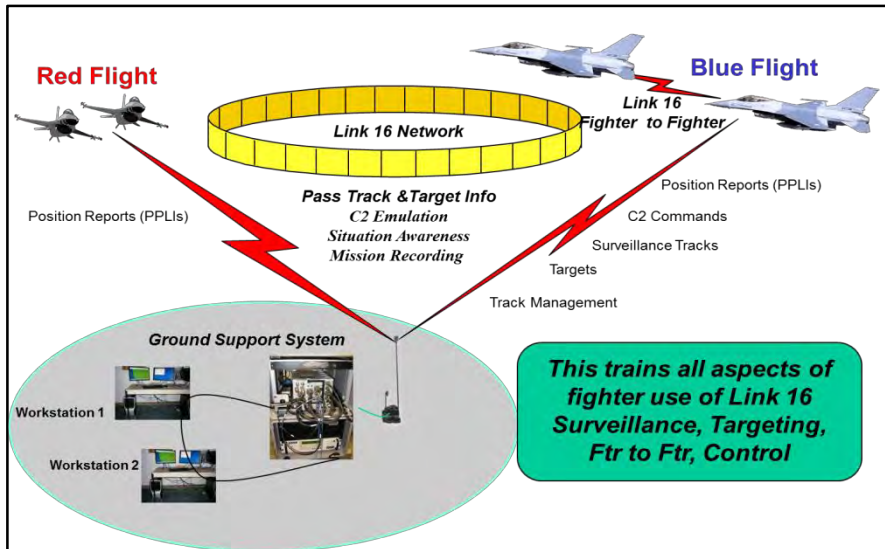 Red Flight
Blue Flight
Link 16
Fighter to Fighter
Link 16 Network
Pass Track &Target Info
C2 Emulation
Situation Awareness
Mission Recording
Position Reports (PPLIs)
Position Reports (PPLIs)
C2 Commands
Surveillance Tracks
Targets
Track Management
Ground Support System
Workstation 1
Workstation 2
This trains all aspects of
fighter use of Link 16
Surveillance, Targeting,
Ftr to Ftr, Control